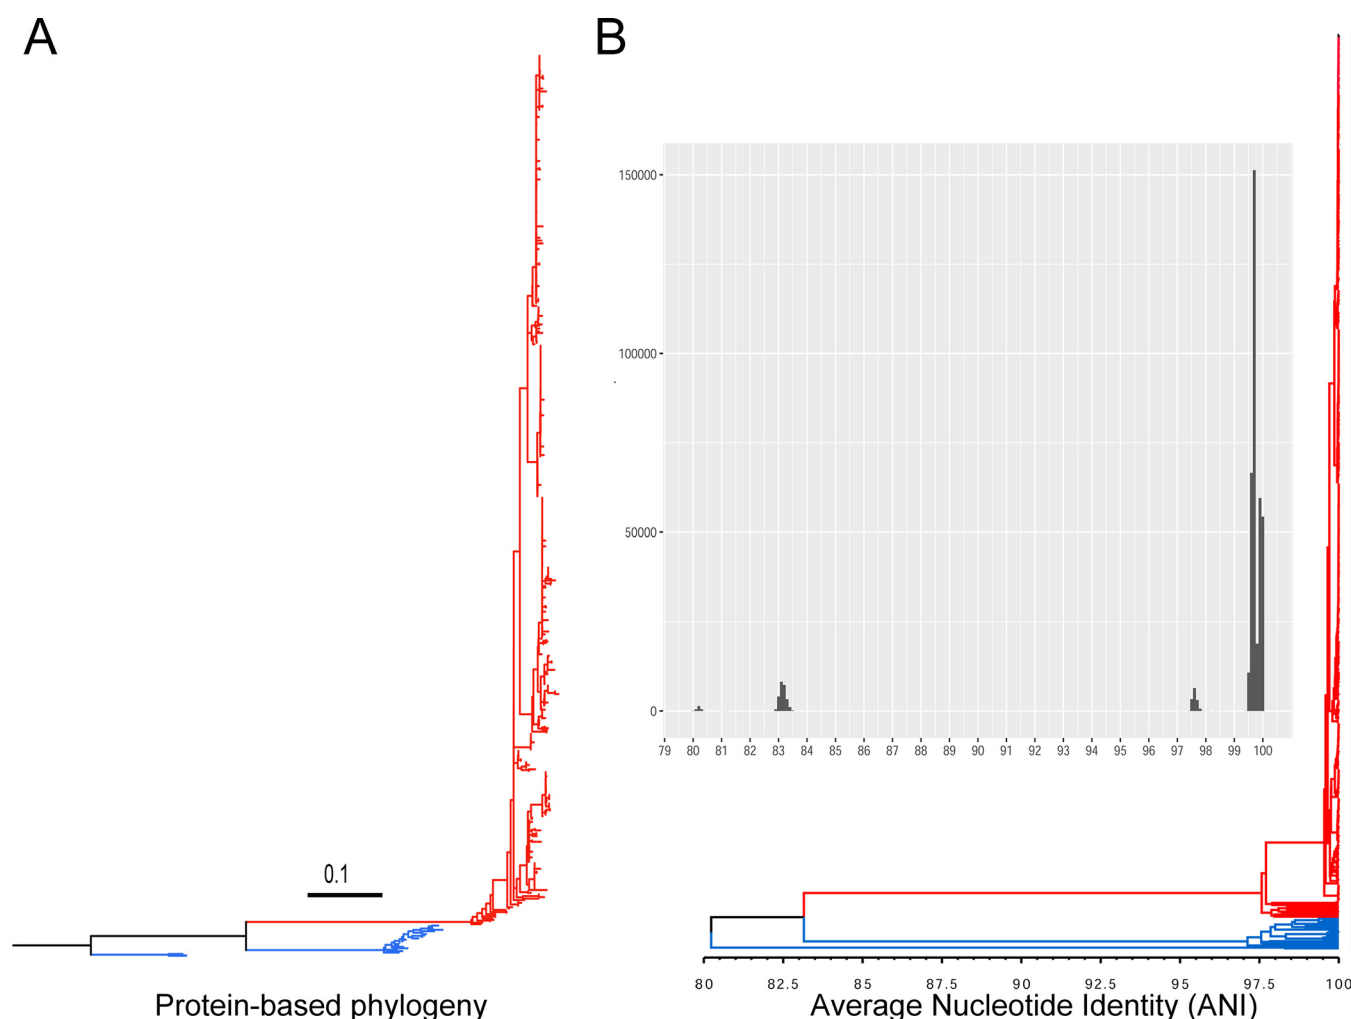 A
B
150000
100000
50000
0
79 80 81 82 83 84 85 86 87 88 89 90 91 92 93 94 95 96 97 98 99 100
0.1
80 82.5 85 87.5 90 92.5 95 97.5 100
Protein-based phylogeny
Average Nucleotide Identity (ANI)